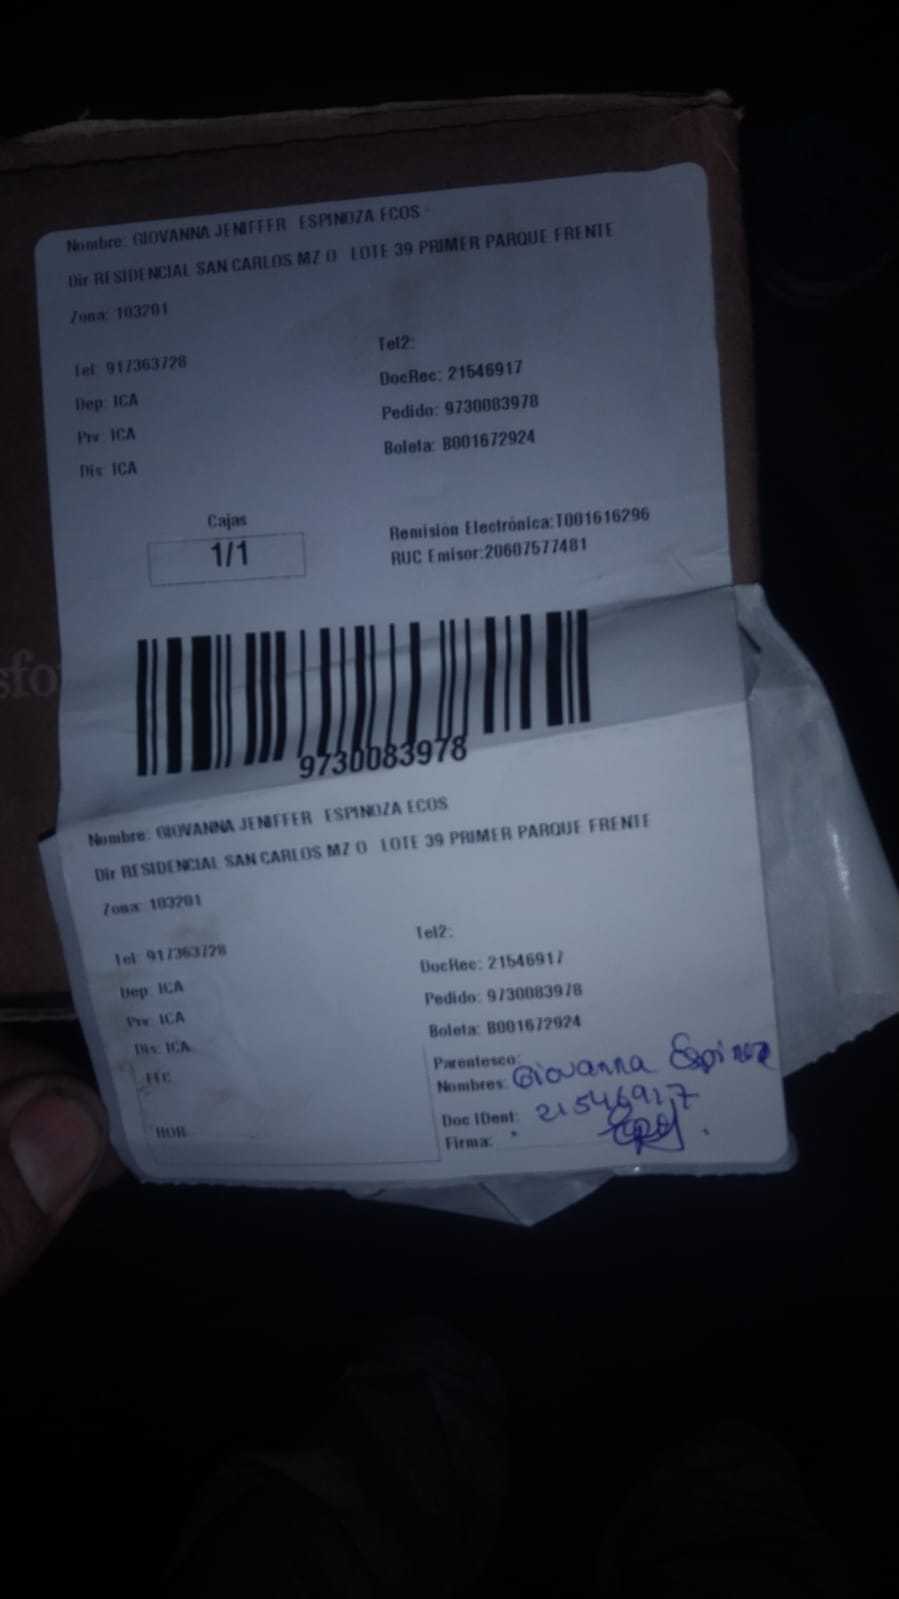 Nombre: GIOVANNA JENIFFER ESPINOZA ECOS -
Dir RESIDENCIAL SAN CARLOS MZ O LOTE 39 PRIMER PARQUE FRENTE
Zona: 103201
Tel: 917363728
Tel2:
Dep: ICA
DocRec: 21546917
Prv: ICA
Pedido: 9730083978
Dis: ICA
Boleta: B001672924
Cajas
1/1
Remisión Electrónica:T001616296
RUC Emisor:20607577481
sfo
9730083978
Nombre: GIOVANNA JENIFFER ESPINOZA ECOS
Dir RESIDENCIAL SAN CARLOS MZ O LOTE 39 PRIMER PARQUE FRENTE
Zona: 103201
Tel: 917363728
Tel2:
Dep: ICA
DocRec: 21546917
Prv: ICA
Pedido: 9730083978
Dis: ICA
Boleta: B001672924
FEC
Parentesco:
Nombres: Giovanna Espinoza
HOR
Doc IDent: 21546917
Firma: